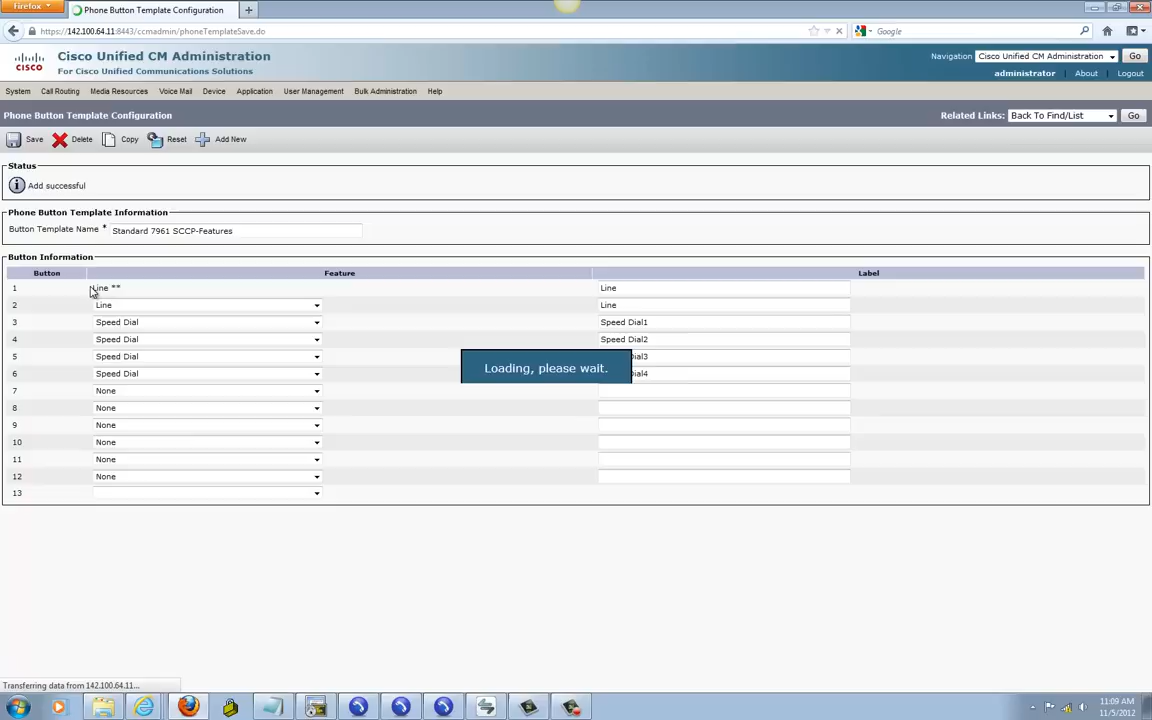 Firefox
Phone Button Template Configuration
https://142.100.64.11:8443/ccmadmin/phoneTemplateSave.do
Google
cisco
Cisco Unified CM Administration
For Cisco Unified Communications Solutions
Navigation Cisco Unified CM Administration Go
administrator About Logout
System Call Routing Media Resources Voice Mail Device Application User Management Bulk Administration Help
Phone Button Template Configuration
Related Links: Back To Find/List Go
Save Delete Copy Reset Add New
Status
Add successful
Phone Button Template Information
Button Template Name * Standard 7961 SCCP-Features
Button Information
Button Feature Label
1 Line ** Line
2 Line Line
3 Speed Dial Speed Dial1
4 Speed Dial Speed Dial2
5 Speed Dial Dial3
6 Speed Dial Dial4
Loading, please wait.
7 None
8 None
9 None
10 None
11 None
12 None
13
Transferring data from 142.100.64.11...
11:09 AM
11/5/2012